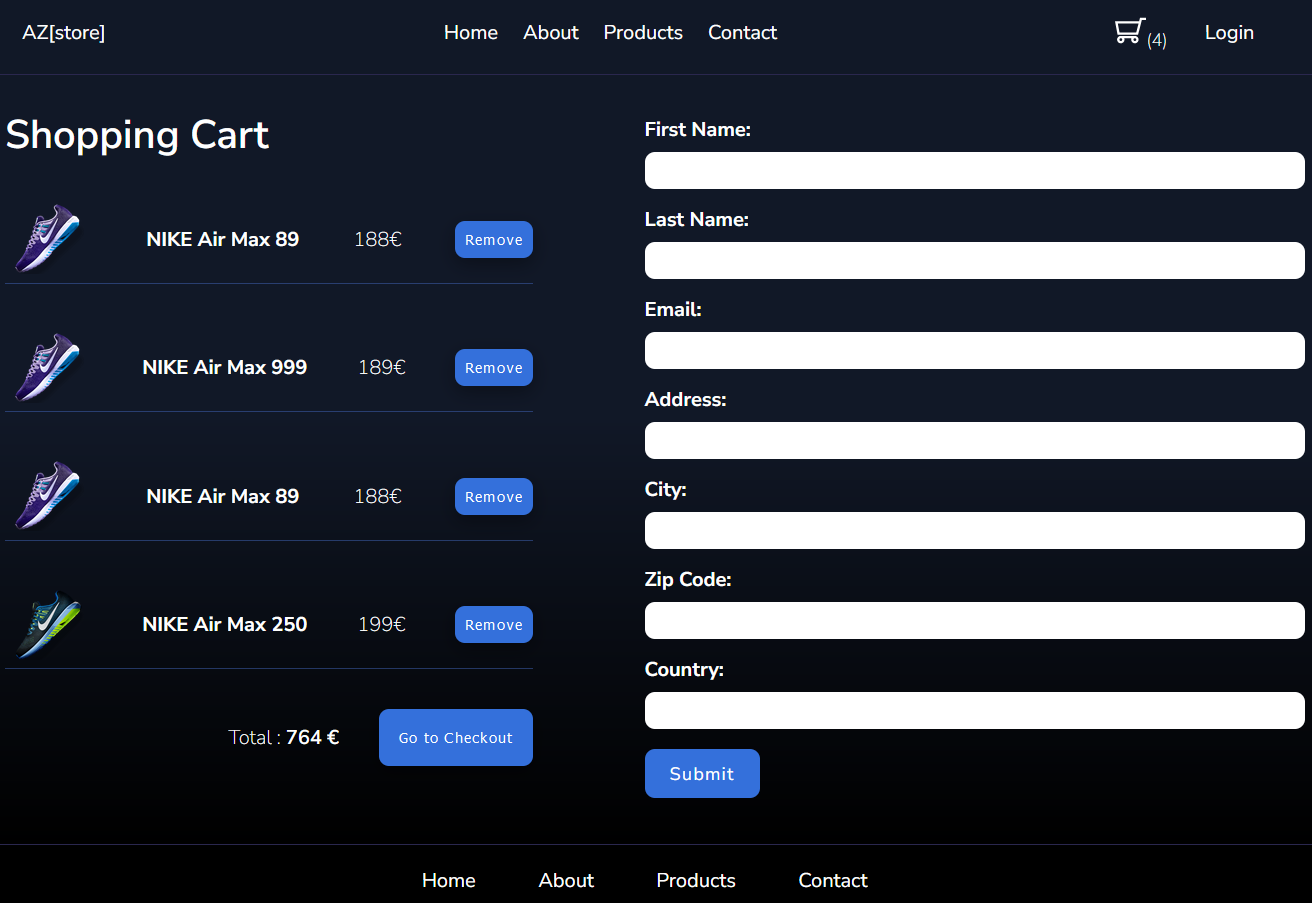 AZ[store]
Home About Products Contact
(4) Login
Shopping Cart
NIKE Air Max 89 188€ Remove
NIKE Air Max 999 189€ Remove
NIKE Air Max 89 188€ Remove
NIKE Air Max 250 199€ Remove
Total : 764 € Go to Checkout
First Name:
Last Name:
Email:
Address:
City:
Zip Code:
Country:
Submit
Home About Products Contact